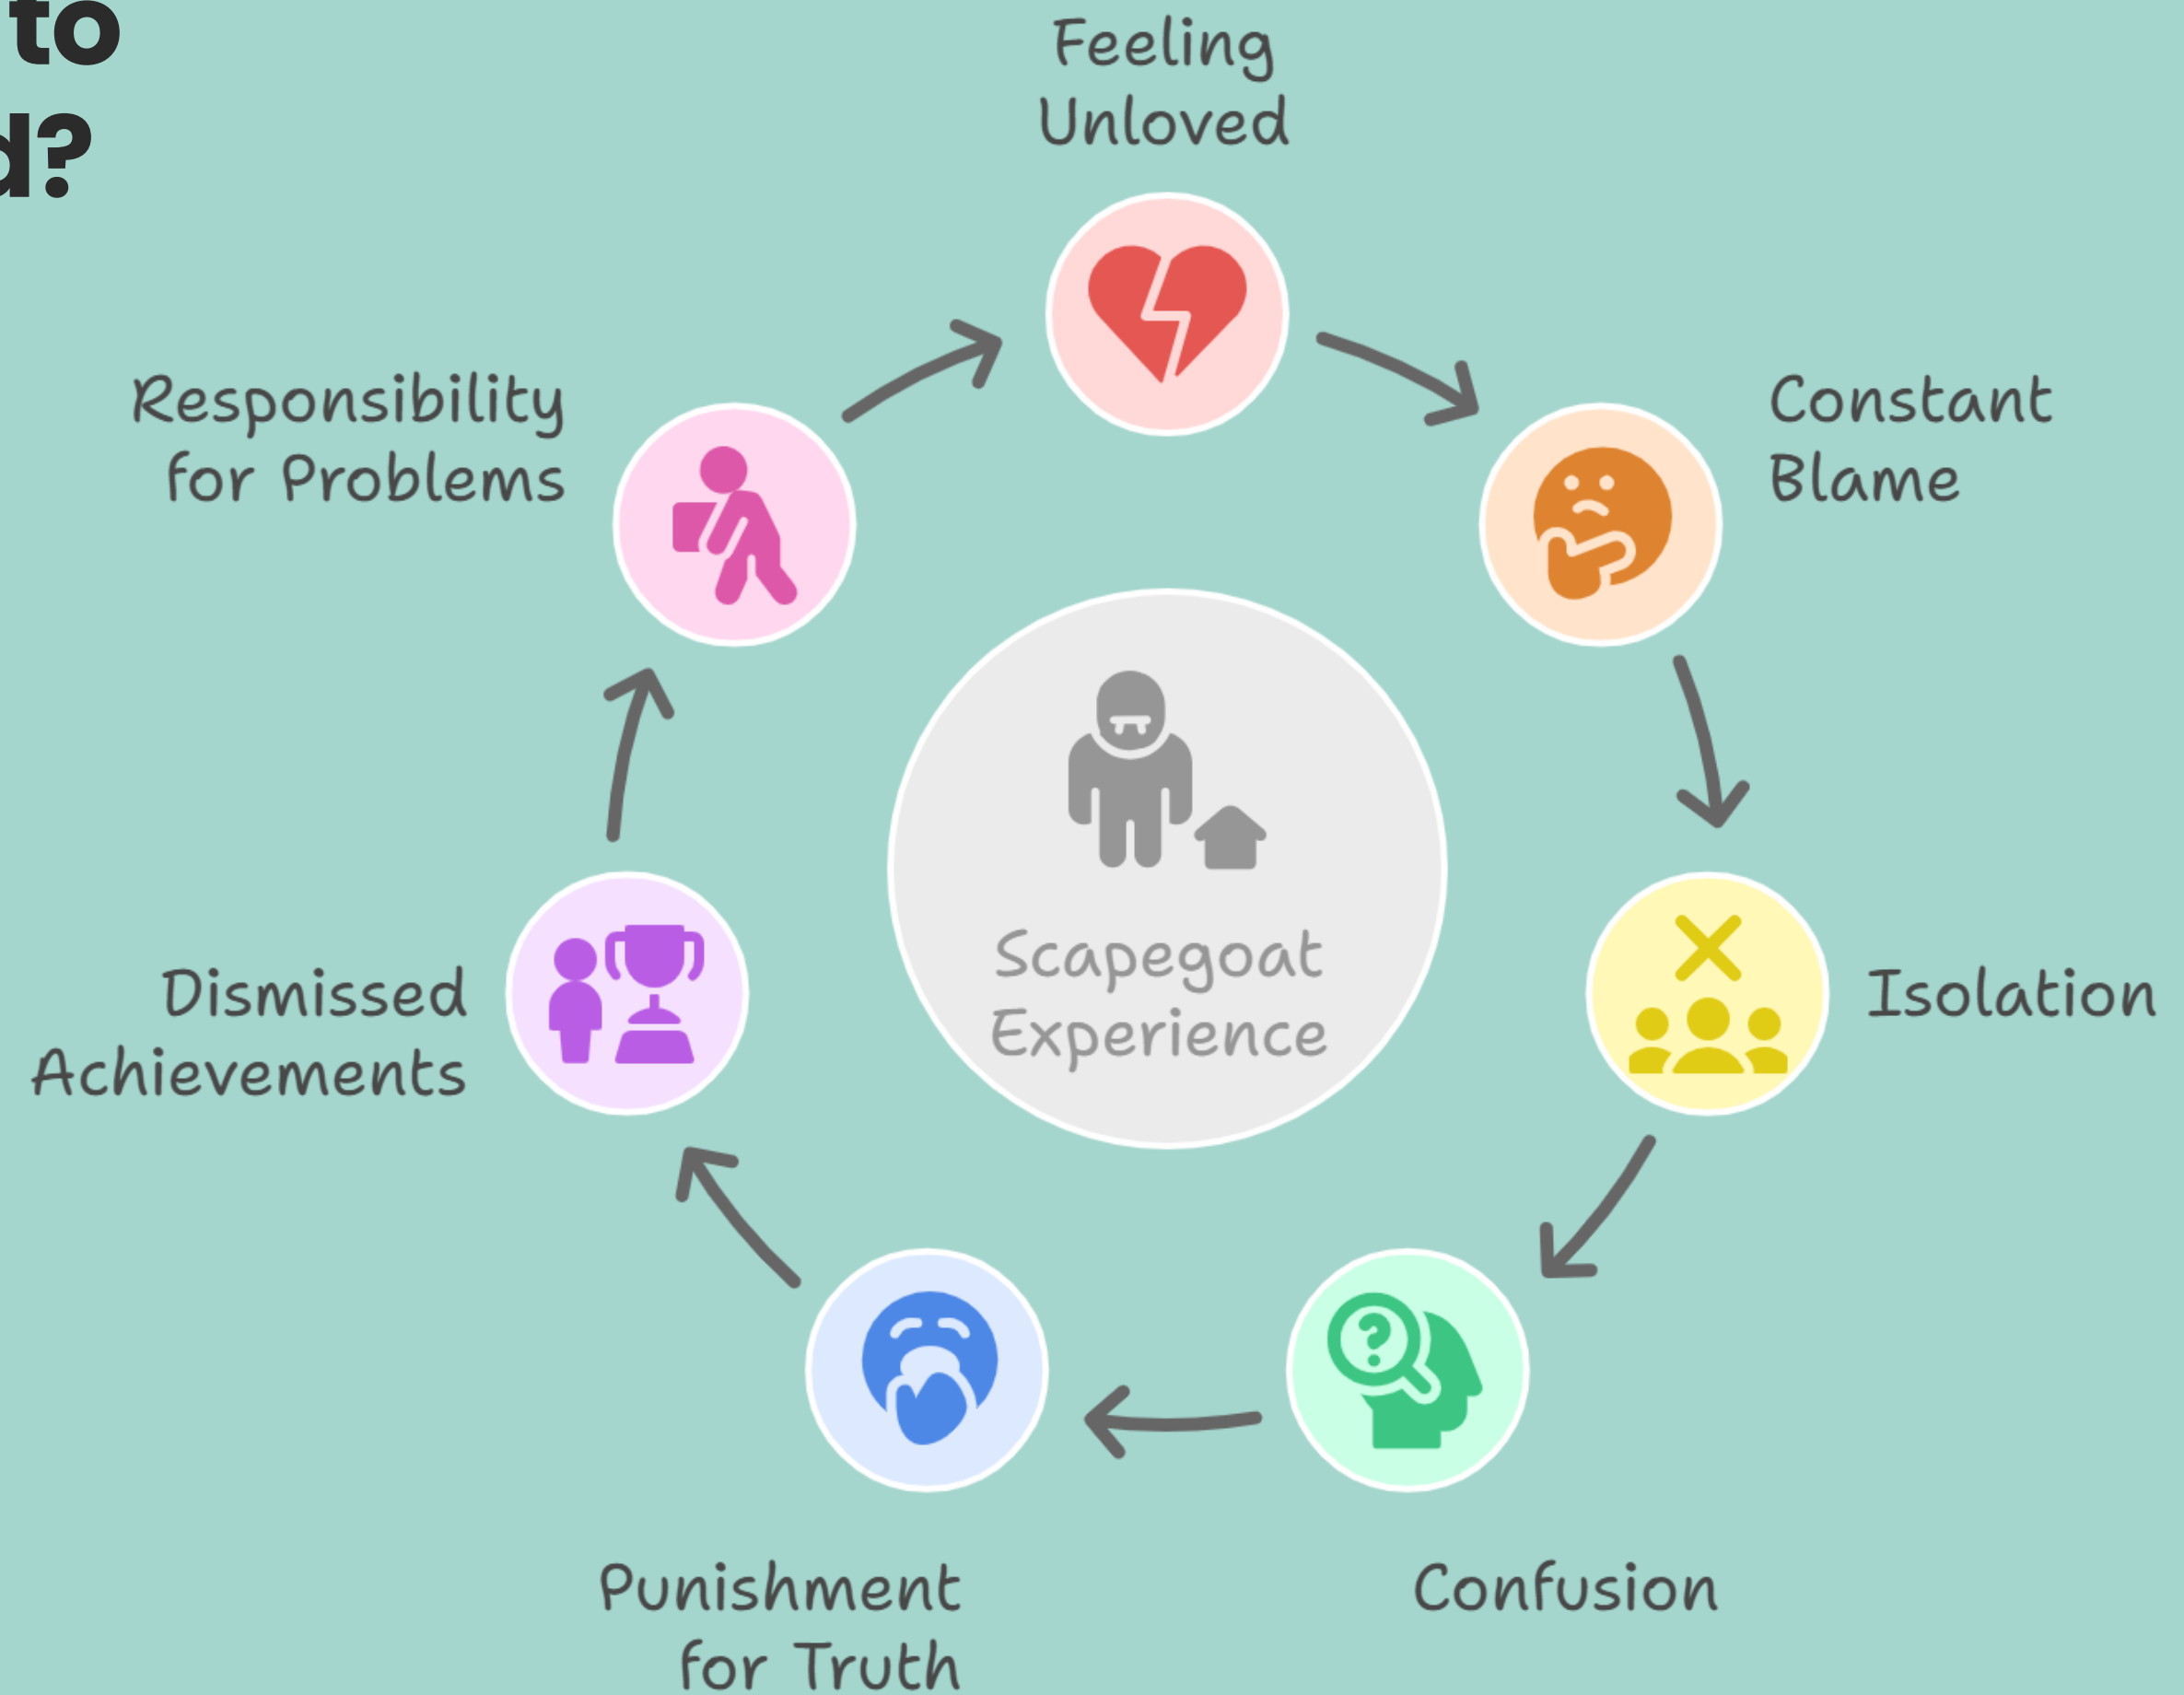 to
d?
Feeling
Unloved
Constant
Blame
Isolation
Confusion
Punishment
for Truth
Dismissed
Achievements
Responsibility
for Problems
Scapegoat
Experience